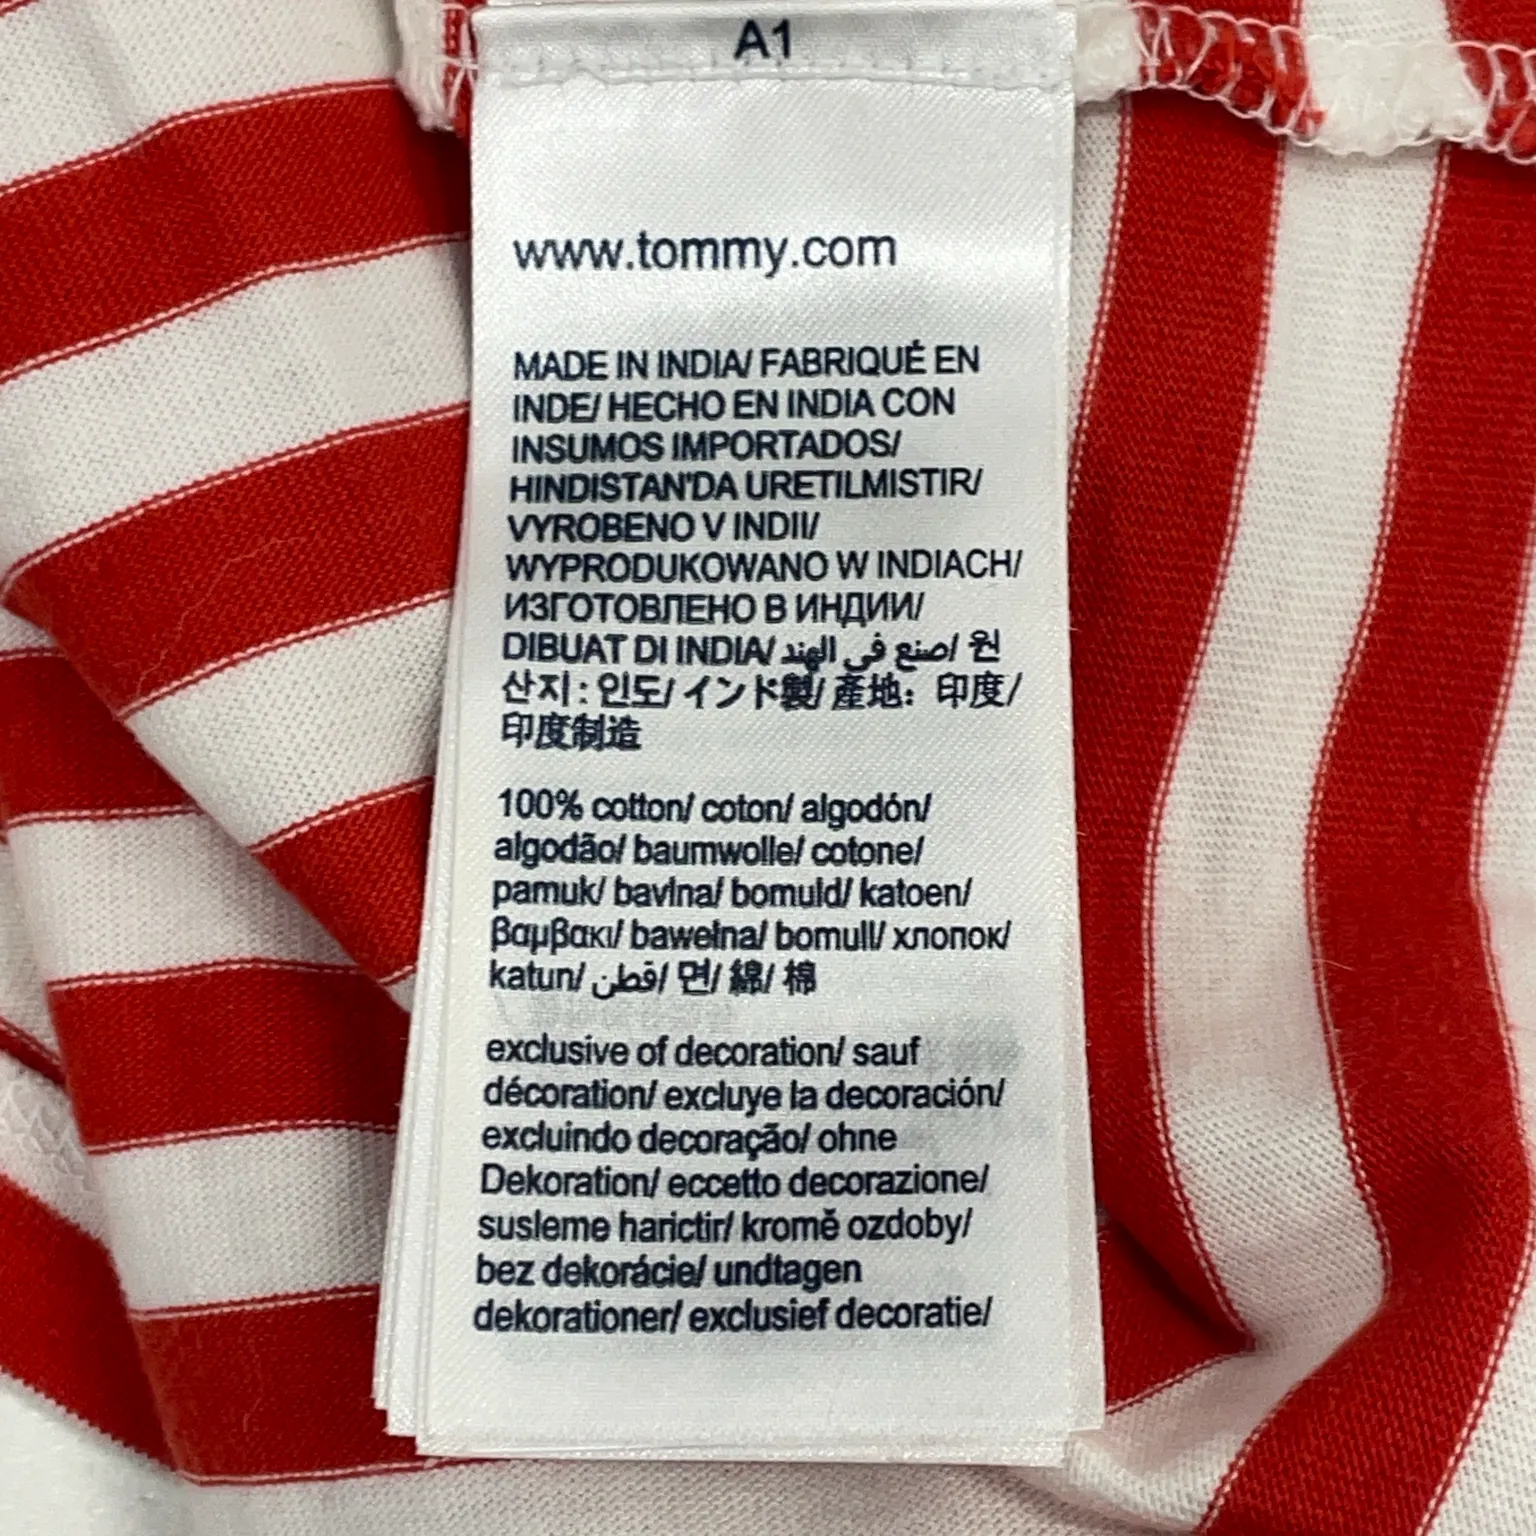 A1
www.tommy.com
MADE IN INDIA/ FABRIQUÉ EN
INDE/ HECHO EN INDIA CON
INSUMOS IMPORTADOS/
HINDISTAN'DA URETILMISTIR/
VYROBENO V INDII/
WYPRODUKOWANO W INDIACH/
ИЗГОТОВЛЕНО В ИНДИИ/
DIBUAT DI INDIA/ صنع في الهند/ 원
산지 : 인도/ インド製/ 產地: 印度/
印度制造
100% cotton/ coton/ algodón/
algodão/ baumwolle/ cotone/
pamuk/ bavlna/ bomuld/ katoen/
βαμβακι/ bawełna/ bomull/ хлопок/
katun/ قطن/ 면/ 綿/ 棉
exclusive of decoration/ sauf
décoration/ excluye la decoración/
excluindo decoração/ ohne
Dekoration/ eccetto decorazione/
susleme harictir/ kromě ozdoby/
bez dekorácie/ undtagen
dekorationer/ exclusief decoratie/